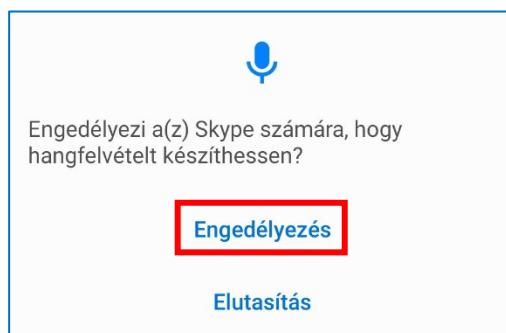 Engedélyezi a(z) Skype számára, hogy
hangfelvételt készíthessen?
Engedélyezés
Elutasítás